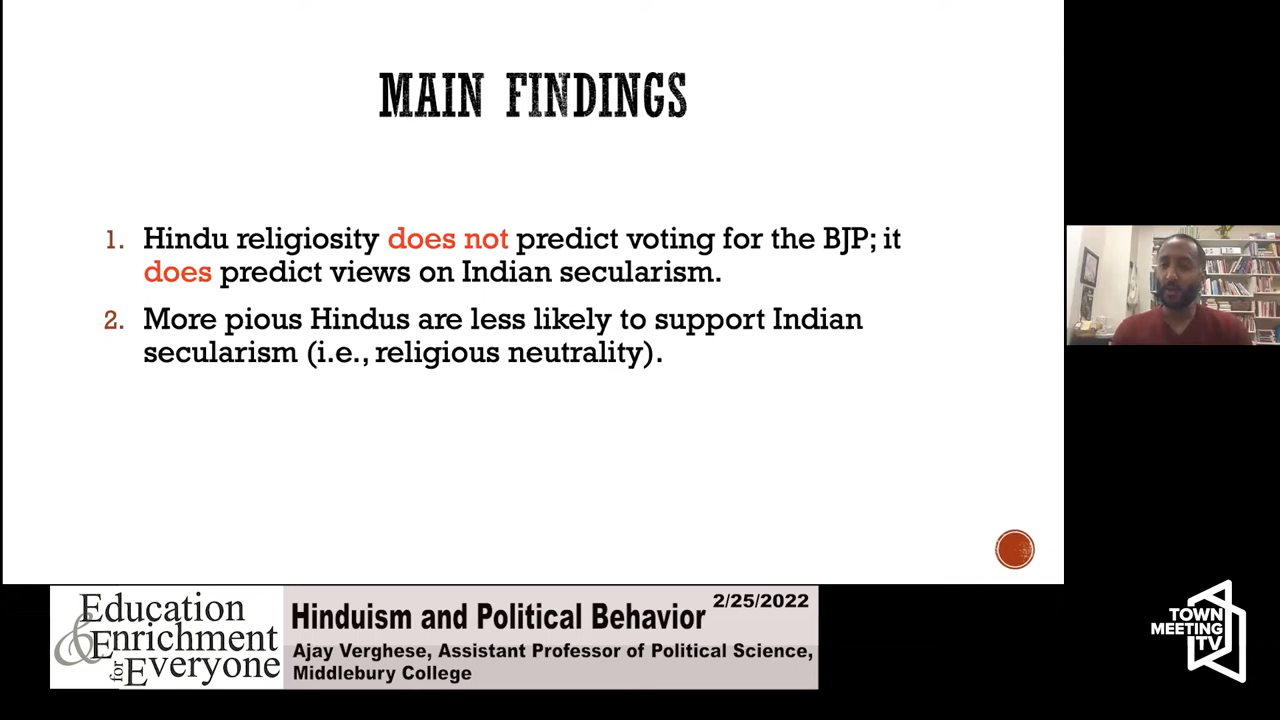 MAIN FINDINGS
1. Hindu religiosity does not predict voting for the BJP; it
does predict views on Indian secularism.
2. More pious Hindus are less likely to support Indian
secularism (i.e., religious neutrality).
Education
& Enrichment
for Everyone
Hinduism and Political Behavior 2/25/2022
Ajay Verghese, Assistant Professor of Political Science,
Middlebury College
TOWN
MEETING
TV